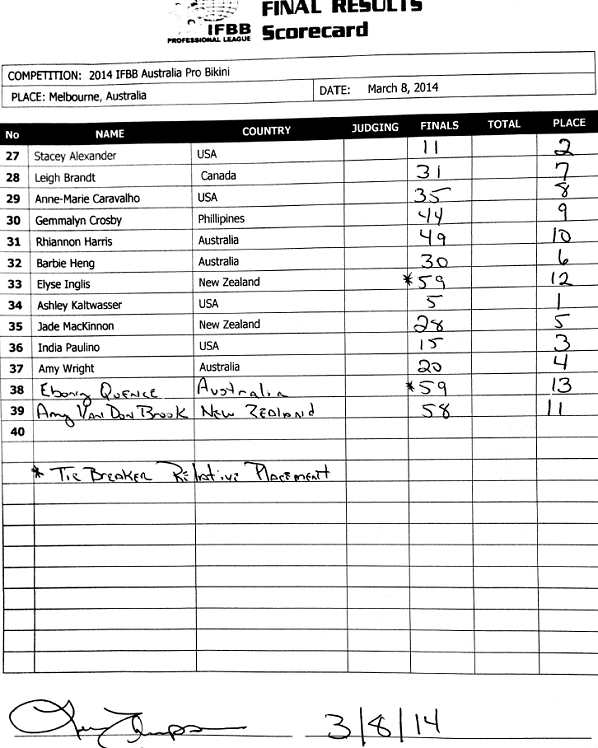 FINAL RESULTS
IFBB Scorecard
PROFESSIONAL LEAGUE
COMPETITION: 2014 IFBB Australia Pro Bikini
PLACE: Melbourne, Australia DATE: March 8, 2014
No NAME COUNTRY JUDGING FINALS TOTAL PLACE
27 Stacey Alexander USA 11 2
28 Leigh Brandt Canada 31 7
29 Anne-Marie Caravalho USA 35 8
30 Gemmalyn Crosby Phillipines 44 9
31 Rhiannon Harris Australia 49 10
32 Barbie Heng Australia 30 6
33 Elyse Inglis New Zealand *59 12
34 Ashley Kaltwasser USA 5 1
35 Jade MacKinnon New Zealand 28 5
36 India Paulino USA 15 3
37 Amy Wright Australia 20 4
38 Ebony Quence Australia *59 13
39 Amy Van Don Brook New Zealand 58 11
40
* Tie Breaker Relative Placement
3/8/14